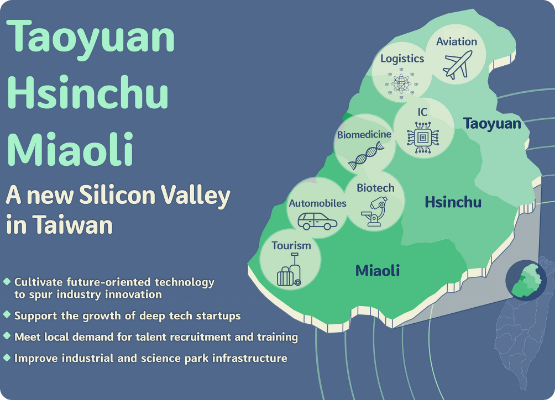 Taoyuan
Hsinchu
Miaoli
A new Silicon Valley
in Taiwan
Cultivate future-oriented technology
to spur industry innovation
Support the growth of deep tech startups
Meet local demand for talent recruitment and training
Improve industrial and science park infrastructure
Aviation
Logistics
IC
Taoyuan
Biomedicine
Biotech
Hsinchu
Automobiles
Tourism
Miaoli